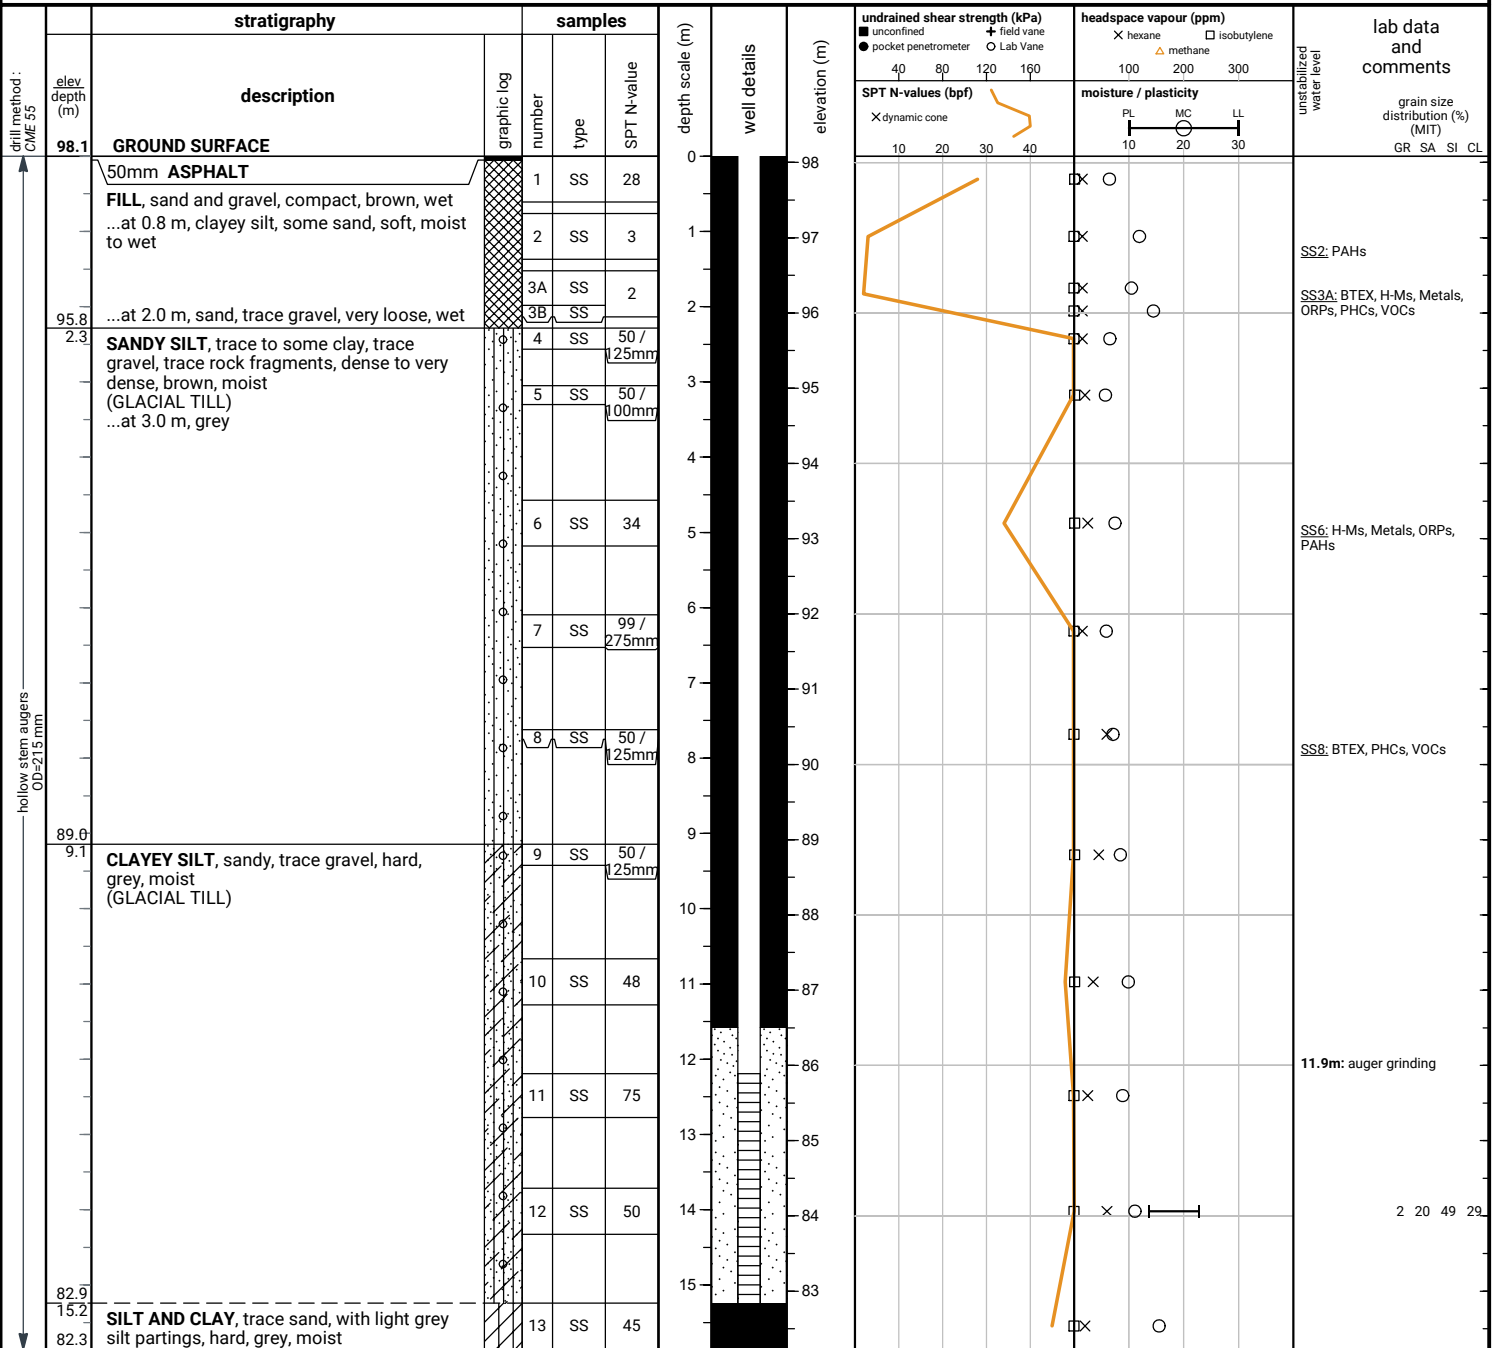 stratigraphy
samples
drill method :
CME 55
elev
depth
(m)
description
graphic log
number
type
SPT N-value
depth scale (m)
well details
elevation (m)
undrained shear strength (kPa)
unconfined
field vane
pocket penetrometer
Lab Vane
40 80 120 160
SPT N-values (bpf)
dynamic cone
10 20 30 40
headspace vapour (ppm)
hexane
isobutylene
methane
100 200 300
moisture / plasticity
PL MC LL
10 20 30
unstabilized
water level
lab data
and
comments
grain size
distribution (%)
(MIT)
GR SA SI CL
98.1 GROUND SURFACE
50mm ASPHALT
FILL, sand and gravel, compact, brown, wet
...at 0.8 m, clayey silt, some sand, soft, moist
to wet
...at 2.0 m, sand, trace gravel, very loose, wet
95.8
2.3
SANDY SILT, trace to some clay, trace
gravel, trace rock fragments, dense to very
dense, brown, moist
(GLACIAL TILL)
...at 3.0 m, grey
89.0
9.1
CLAYEY SILT, sandy, trace gravel, hard,
grey, moist
(GLACIAL TILL)
82.9
15.2
SILT AND CLAY, trace sand, with light grey
silt partings, hard, grey, moist
82.3
hollow stem augers
OD=215 mm
1 SS 28
2 SS 3
3A SS 2
3B SS
4 SS 50 /
125mm
5 SS 50 /
100mm
6 SS 34
7 SS 99 /
275mm
8 SS 50 /
125mm
9 SS 50 /
125mm
10 SS 48
11 SS 75
12 SS 50
13 SS 45
0
1
2
3
4
5
6
7
8
9
10
11
12
13
14
15
98
97
96
95
94
93
92
91
90
89
88
87
86
85
84
83
SS2: PAHs
SS3A: BTEX, H-Ms, Metals,
ORPs, PHCs, VOCs
SS6: H-Ms, Metals, ORPs,
PAHs
SS8: BTEX, PHCs, VOCs
11.9m: auger grinding
2 20 49 29